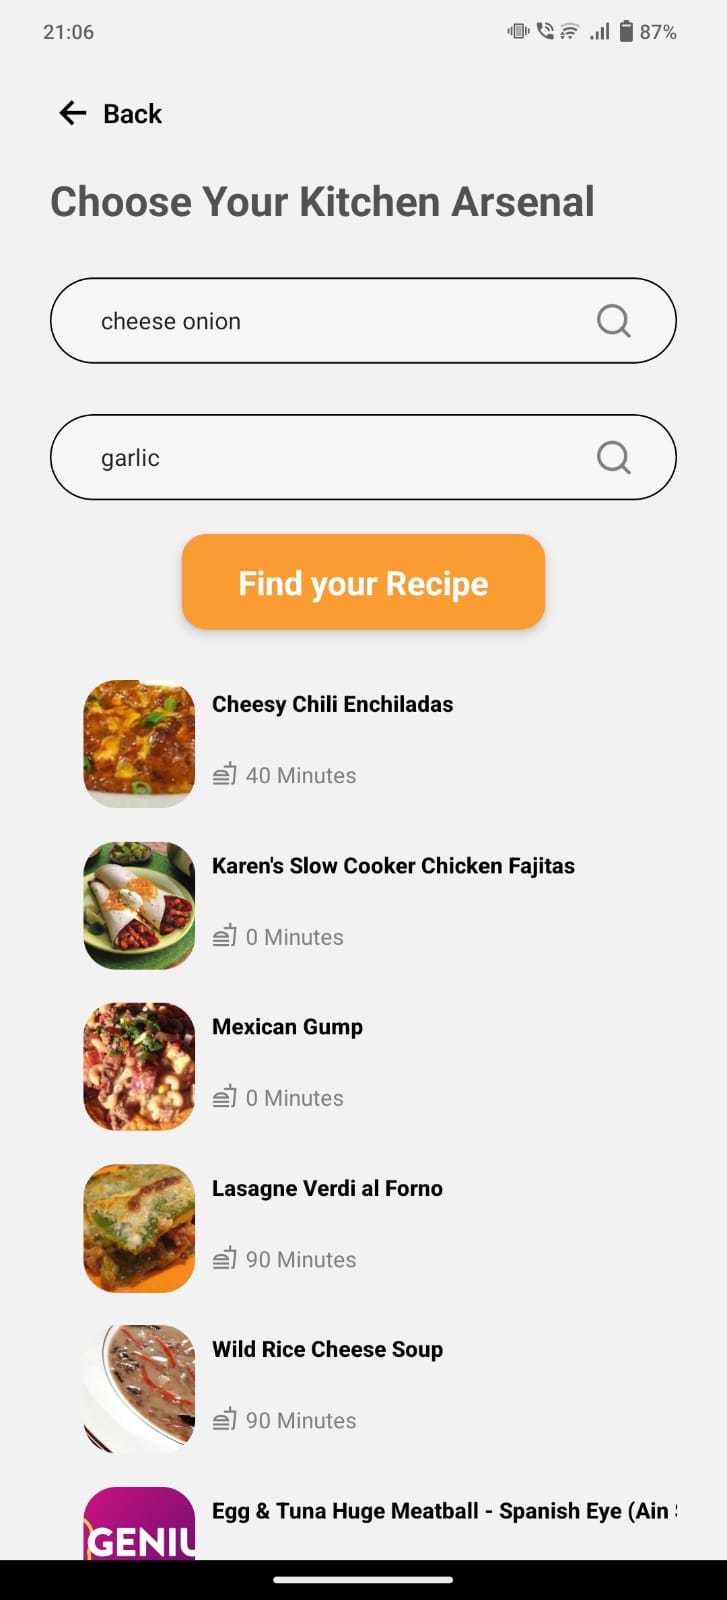 21:06
87%
Back
Choose Your Kitchen Arsenal
cheese onion
garlic
Find your Recipe
Cheesy Chili Enchiladas
40 Minutes
Karen's Slow Cooker Chicken Fajitas
0 Minutes
Mexican Gump
0 Minutes
Lasagne Verdi al Forno
90 Minutes
Wild Rice Cheese Soup
90 Minutes
Egg & Tuna Huge Meatball - Spanish Eye (Ain
GENIU